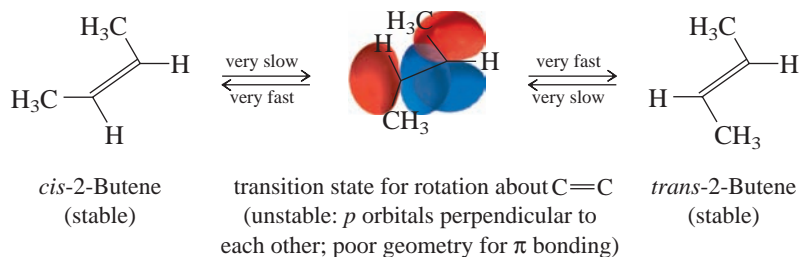 H₃C
H
H₃C
H
very slow
very fast
H₃C
H
H
CH₃
very fast
very slow
H₃C
H
H
CH₃
cis-2-Butene
(stable)
transition state for rotation about C=C
(unstable: p orbitals perpendicular to
each other; poor geometry for π bonding)
trans-2-Butene
(stable)